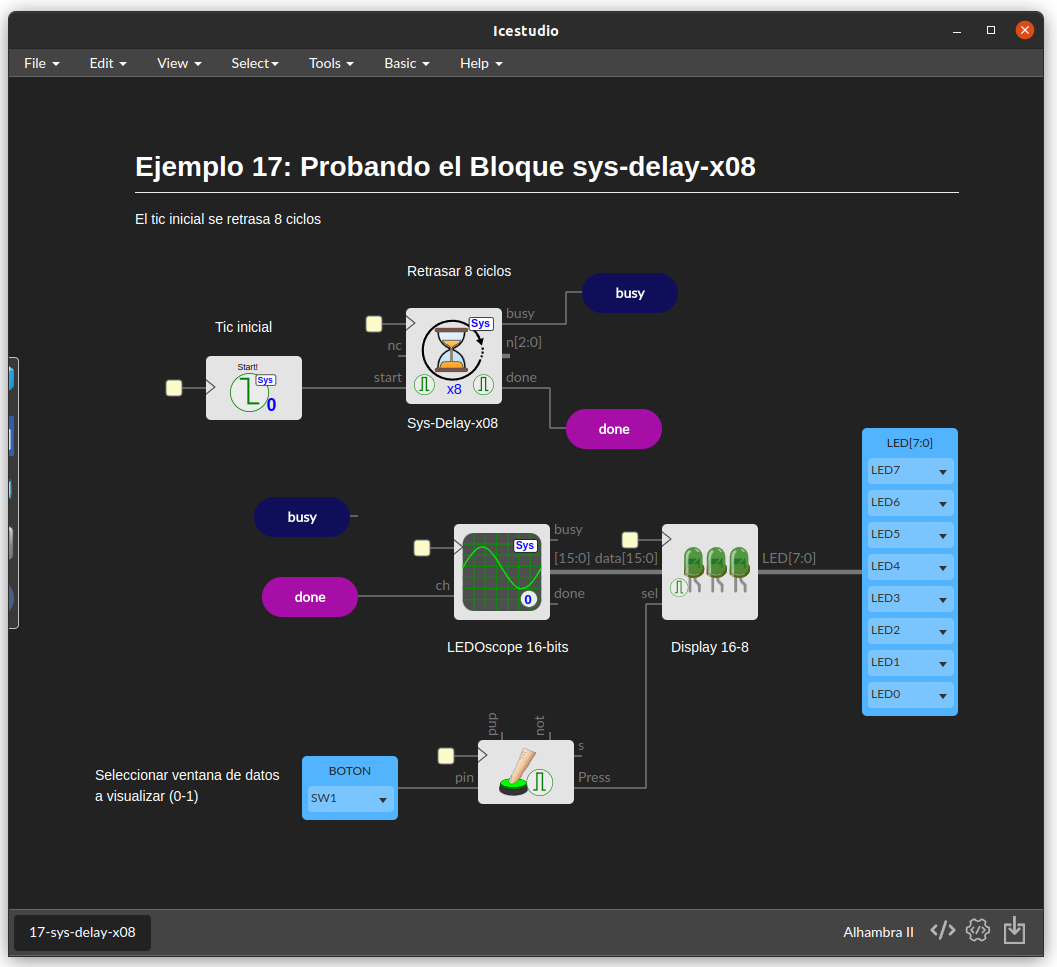 Icestudio
File Edit View Select Tools Basic Help
Ejemplo 17: Probando el Bloque sys-delay-x08
El tic inicial se retrasa 8 ciclos
Retrasar 8 ciclos
busy
Tic inicial
Start!
Sys
0
nc
start
Sys
x8
busy
n[2:0]
done
Sys-Delay-x08
done
LED[7:0]
LED7
LED6
LED5
LED4
LED3
LED2
LED1
LED0
busy
done
ch
Sys
0
busy
[15:0]
done
LEDOscope 16-bits
data[15:0]
sel
LED[7:0]
Display 16-8
Seleccionar ventana de datos
a visualizar (0-1)
BOTON
SW1
pup
not
pin
s
Press
17-sys-delay-x08
Alhambra II